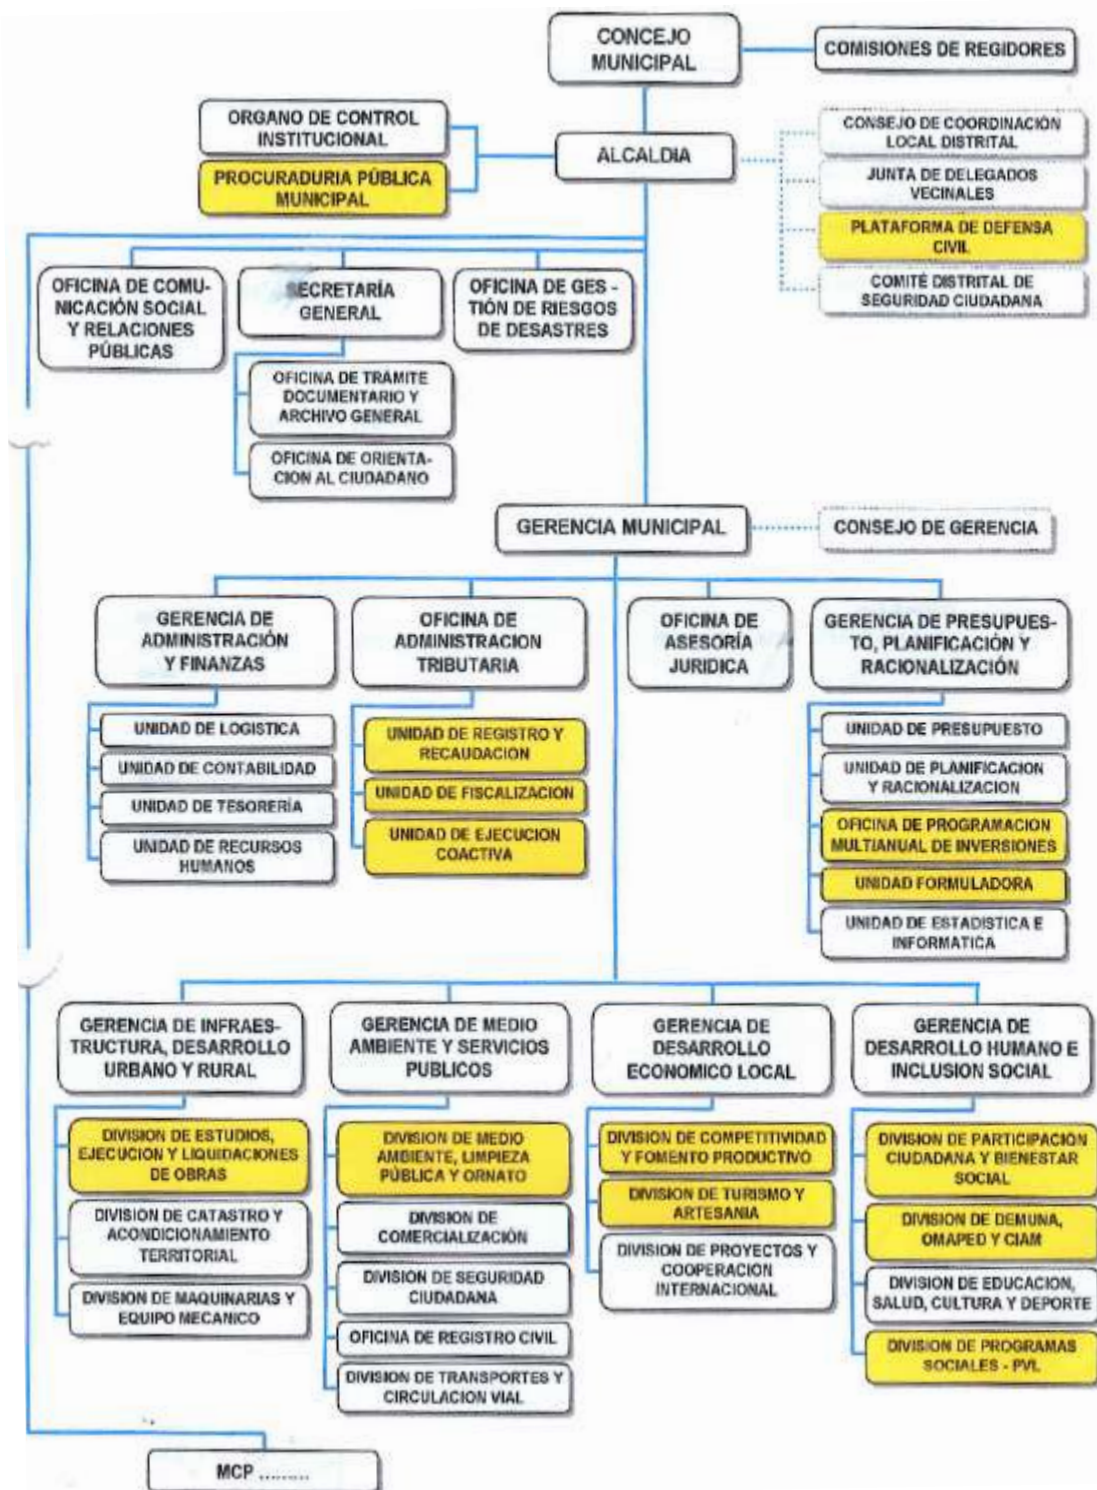 CONCEJO
MUNICIPAL
COMISIONES DE REGIDORES
ORGANO DE CONTROL
INSTITUCIONAL
PROCURADURIA PÚBLICA
MUNICIPAL
ALCALDIA
CONSEJO DE COORDINACIÓN
LOCAL DISTRITAL
JUNTA DE DELEGADOS
VECINALES
PLATAFORMA DE DEFENSA
CIVIL
COMITÉ DISTRITAL DE
SEGURIDAD CIUDADANA
OFICINA DE COMU-
NICACIÓN SOCIAL
Y RELACIONES
PÚBLICAS
SECRETARÍA
GENERAL
OFICINA DE GES -
TIÓN DE RIESGOS
DE DESASTRES
OFICINA DE TRÁMITE
DOCUMENTARIO Y
ARCHIVO GENERAL
OFICINA DE ORIENTA-
CION AL CIUDADANO
GERENCIA MUNICIPAL
CONSEJO DE GERENCIA
GERENCIA DE
ADMINISTRACIÓN
Y FINANZAS
OFICINA DE
ADMINISTRACION
TRIBUTARIA
OFICINA DE
ASESORÍA
JURIDICA
GERENCIA DE PRESUPUES-
TO, PLANIFICACIÓN Y
RACIONALIZACIÓN
UNIDAD DE LOGISTICA
UNIDAD DE CONTABILIDAD
UNIDAD DE TESORERÍA
UNIDAD DE RECURSOS
HUMANOS
UNIDAD DE REGISTRO Y
RECAUDACION
UNIDAD DE FISCALIZACION
UNIDAD DE EJECUCION
COACTIVA
UNIDAD DE PRESUPUESTO
UNIDAD DE PLANIFICACION
Y RACIONALIZACION
OFICINA DE PROGRAMACION
MULTIANUAL DE INVERSIONES
UNIDAD FORMULADORA
UNIDAD DE ESTADISTICA E
INFORMATICA
GERENCIA DE INFRAES-
TRUCTURA, DESARROLLO
URBANO Y RURAL
GERENCIA DE MEDIO
AMBIENTE Y SERVICIOS
PUBLICOS
GERENCIA DE
DESARROLLO
ECONOMICO LOCAL
GERENCIA DE
DESARROLLO HUMANO E
INCLUSION SOCIAL
DIVISION DE ESTUDIOS,
EJECUCION Y LIQUIDACIONES
DE OBRAS
DIVISION DE CATASTRO Y
ACONDICIONAMIENTO
TERRITORIAL
DIVISION DE MAQUINARIAS Y
EQUIPO MECANICO
DIVISION DE MEDIO
AMBIENTE, LIMPIEZA
PÚBLICA Y ORNATO
DIVISIÓN DE
COMERCIALIZACIÓN
DIVISIÓN DE SEGURIDAD
CIUDADANA
OFICINA DE REGISTRO CIVIL
DIVISION DE TRANSPORTES Y
CIRCULACION VIAL
DIVISION DE COMPETITIVIDAD
Y FOMENTO PRODUCTIVO
DIVISION DE TURISMO Y
ARTESANIA
DIVISION DE PROYECTOS Y
COOPERACION
INTERNACIONAL
DIVISION DE PARTICIPACIÓN
CIUDADANA Y BIENESTAR
SOCIAL
DIVISION DE DEMUNA,
OMAPED Y CIAM
DIVISION DE EDUCACION,
SALUD, CULTURA Y DEPORTE
DIVISION DE PROGRAMAS
SOCIALES - PVL
MCP .........